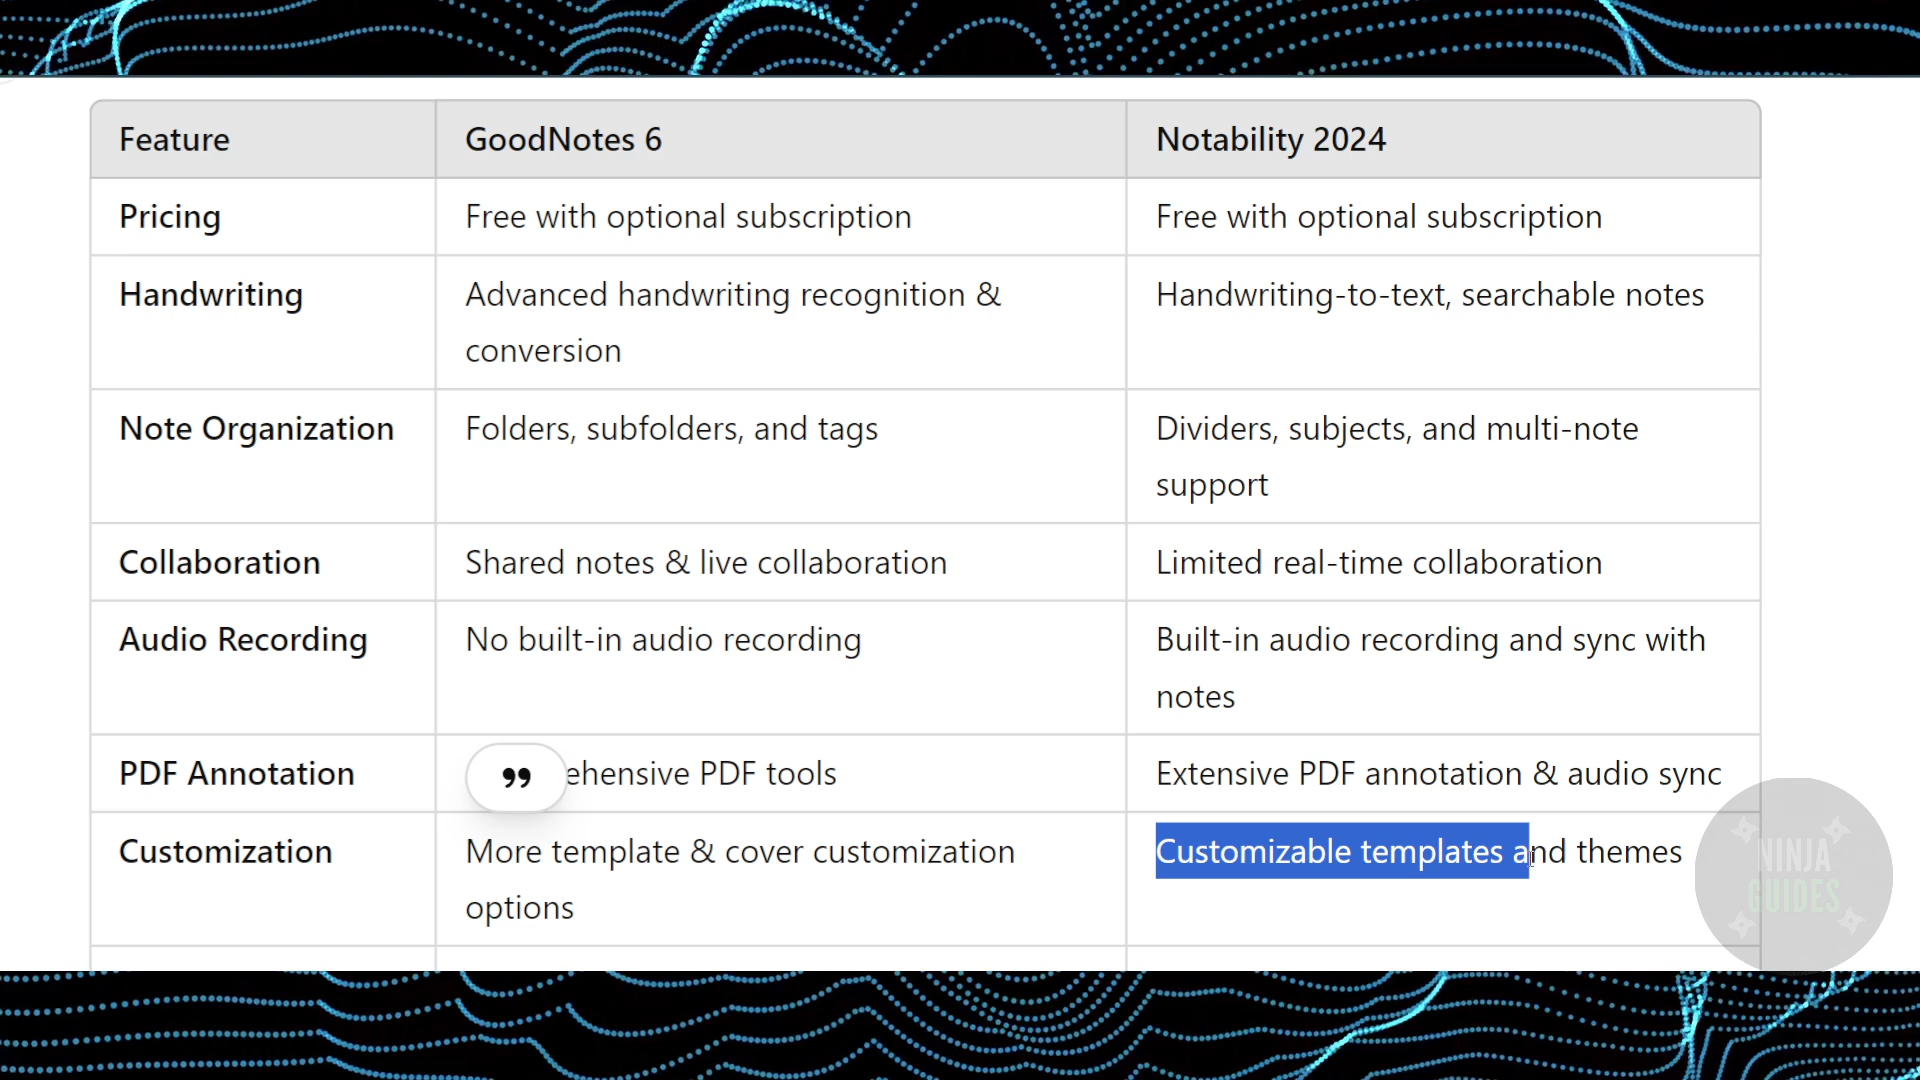 Feature GoodNotes 6 Notability 2024
Pricing Free with optional subscription Free with optional subscription
Handwriting Advanced handwriting recognition & Handwriting-to-text, searchable notes
conversion
Note Organization Folders, subfolders, and tags Dividers, subjects, and multi-note
support
Collaboration Shared notes & live collaboration Limited real-time collaboration
Audio Recording No built-in audio recording Built-in audio recording and sync with
notes
PDF Annotation ehensive PDF tools Extensive PDF annotation & audio sync
Customization More template & cover customization Customizable templates and themes
options
NINJA
GUIDES